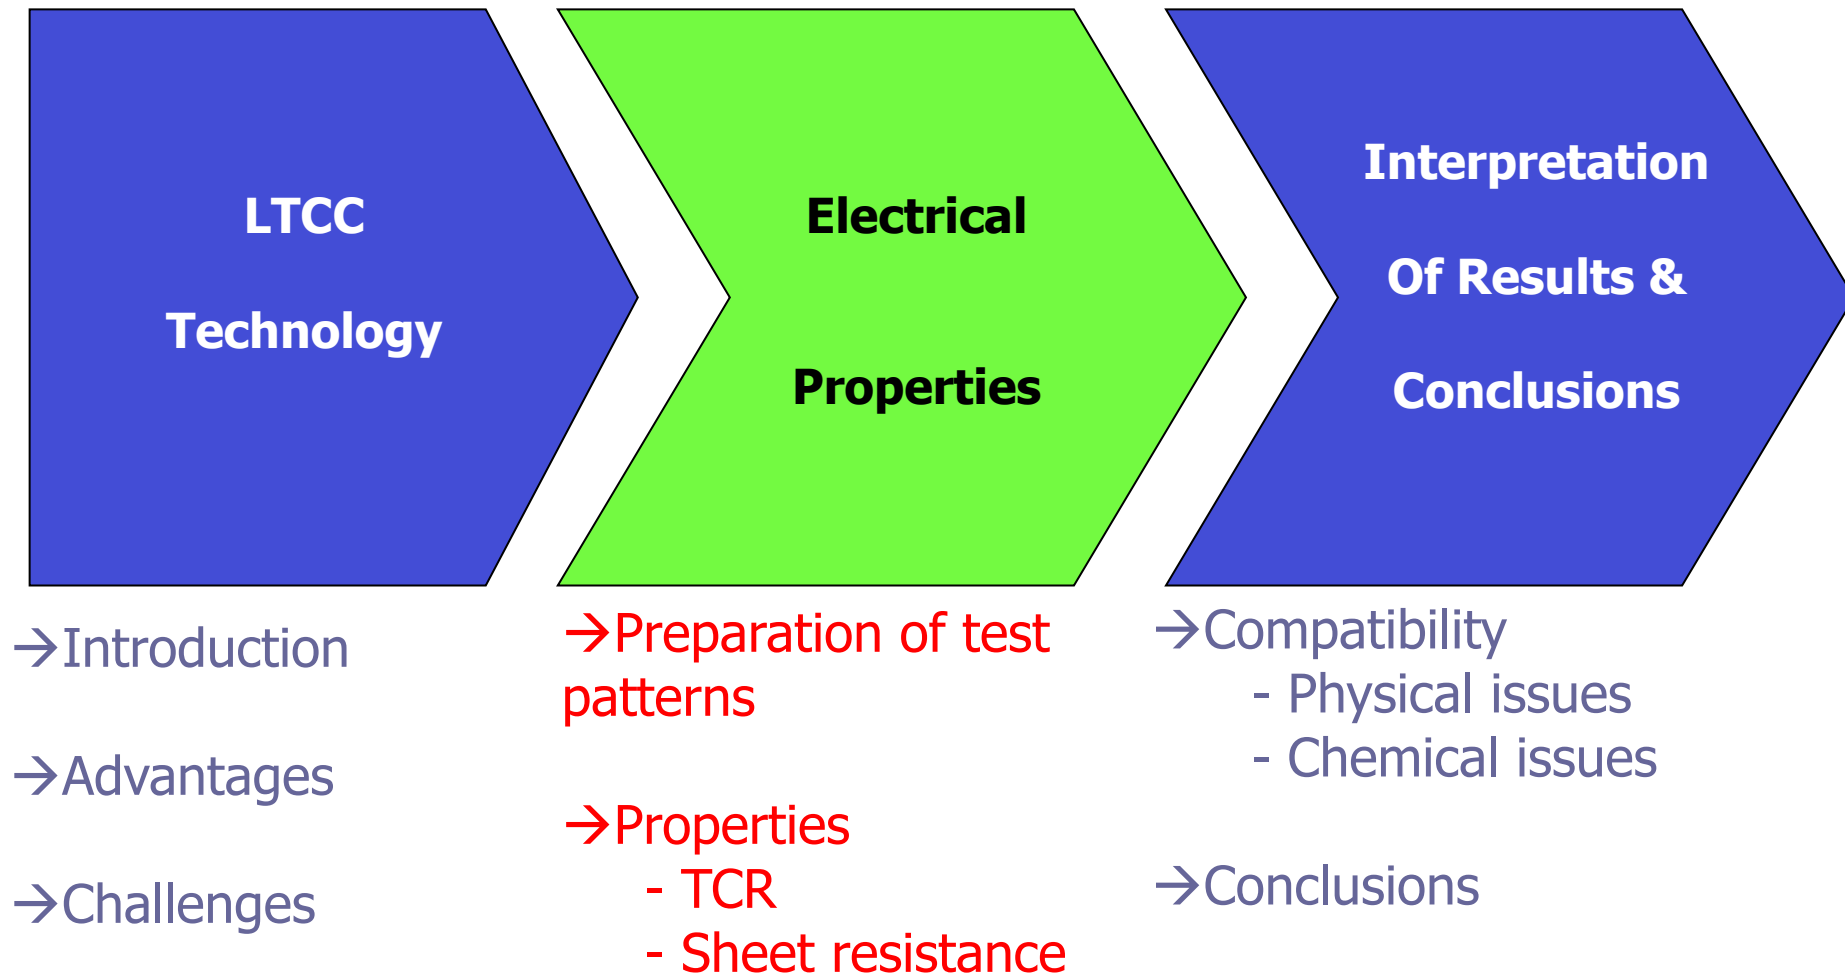 LTCC
Technology
Electrical
Properties
Interpretation
Of Results &
Conclusions
→Introduction
→Advantages
→Challenges
→Preparation of test
patterns
→Properties
- TCR
- Sheet resistance
→Compatibility
- Physical issues
- Chemical issues
→Conclusions